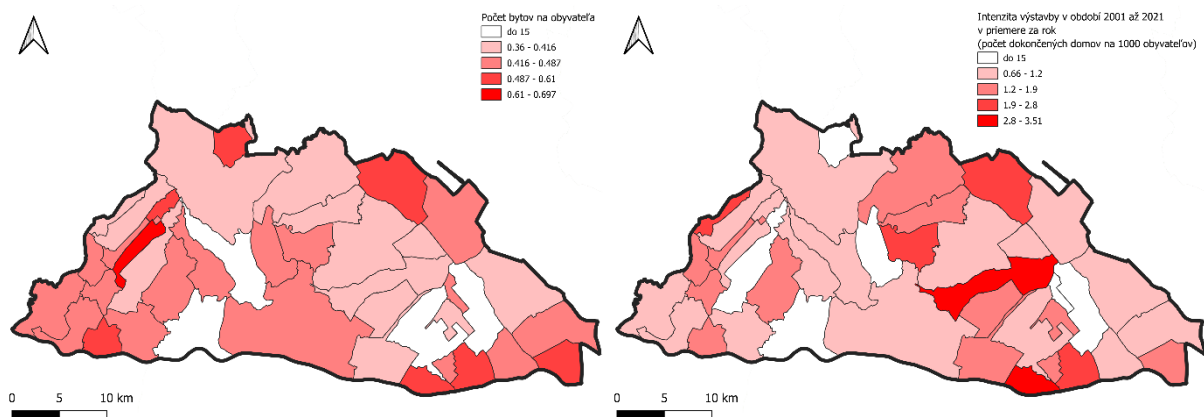 Počet bytov na obyvateľa
do 15
0.36 - 0.416
0.416 - 0.487
0.487 - 0.61
0.61 - 0.697
0 5 10 km
Intenzita výstavby v období 2001 až 2021
v priemere za rok
(počet dokončených domov na 1000 obyvateľov)
do 15
0.66 - 1.2
1.2 - 1.9
1.9 - 2.8
2.8 - 3.51
0 5 10 km